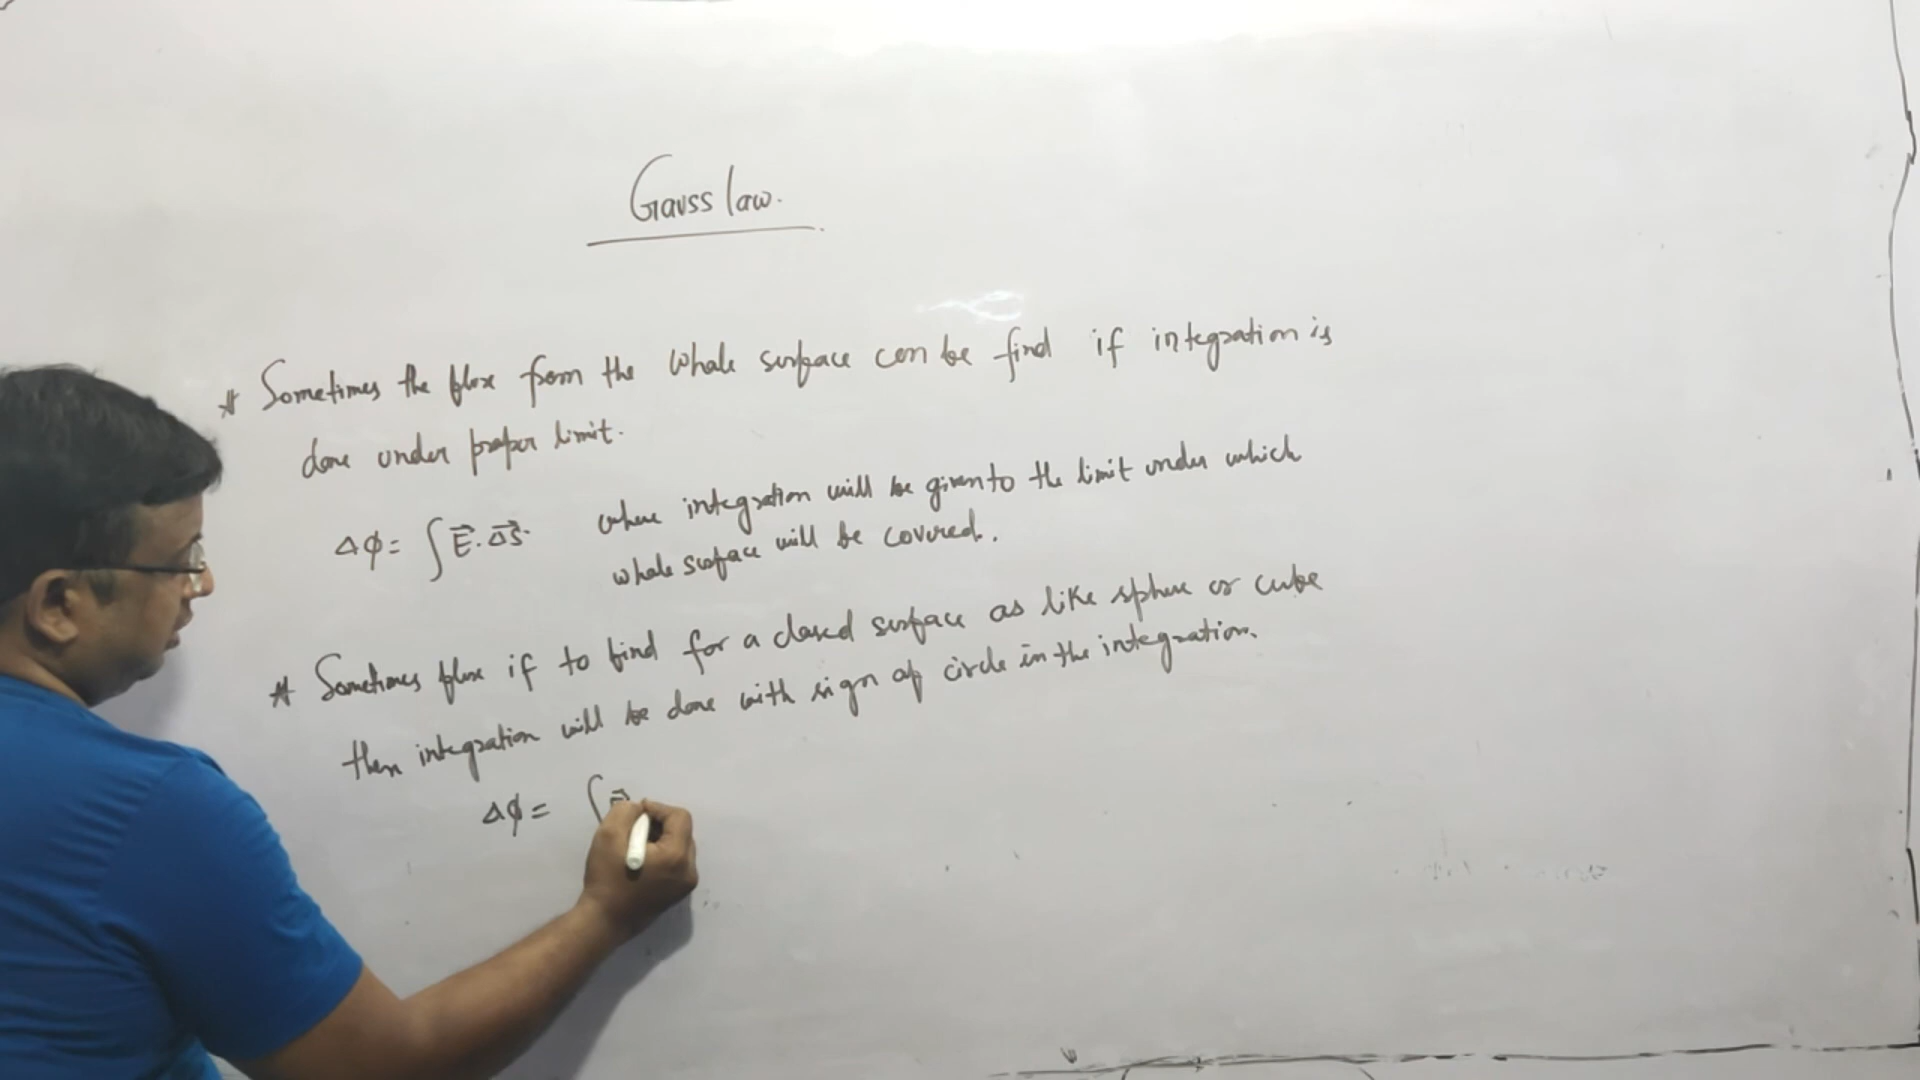 Gauss law.
* Sometimes the flux from the whole surface can be find if integration is
done under proper limit.
Δφ = ∫ E⃗. Δ⃗S. where integration will be given to the limit under which
whole surface will be covered.
* Sometimes flux if to find for a closed surface as like sphere or cube
then integration will be done with sign of circle in the integration.
Δφ = ∫